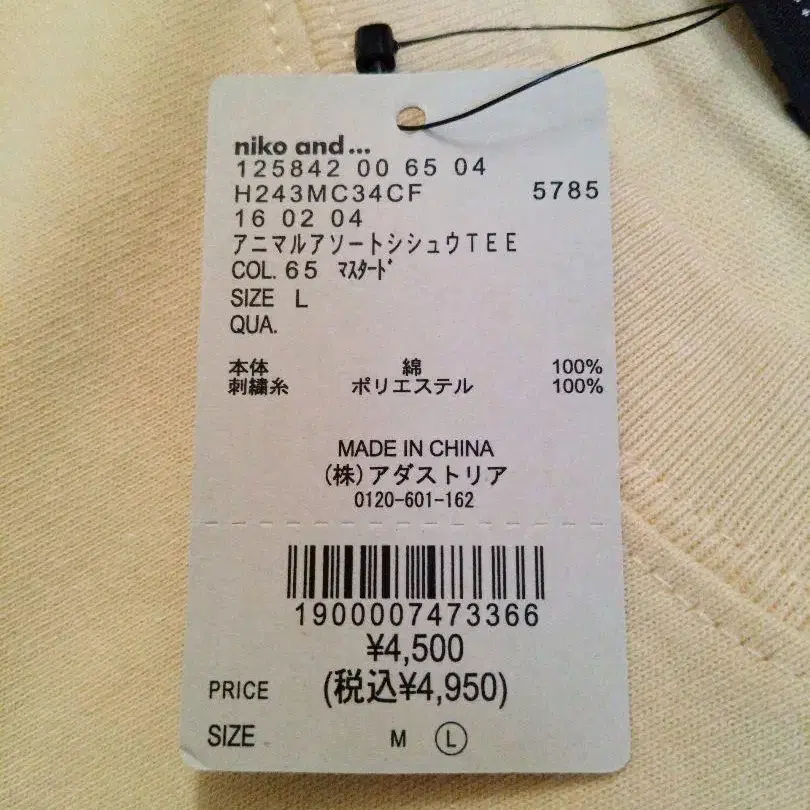 niko and...
125842 00 65 04
H243MC34CF 5785
16 02 04
アニマルアソートシシュウTEE
COL. 65 ﾏｽﾀｰﾄﾞ
SIZE L
QUA.
本体 綿 100%
刺繍糸 ポリエステル 100%
MADE IN CHINA
(株)アダストリア
0120-601-162
1900007473366
¥4,500
PRICE (税込¥4,950)
SIZE M L